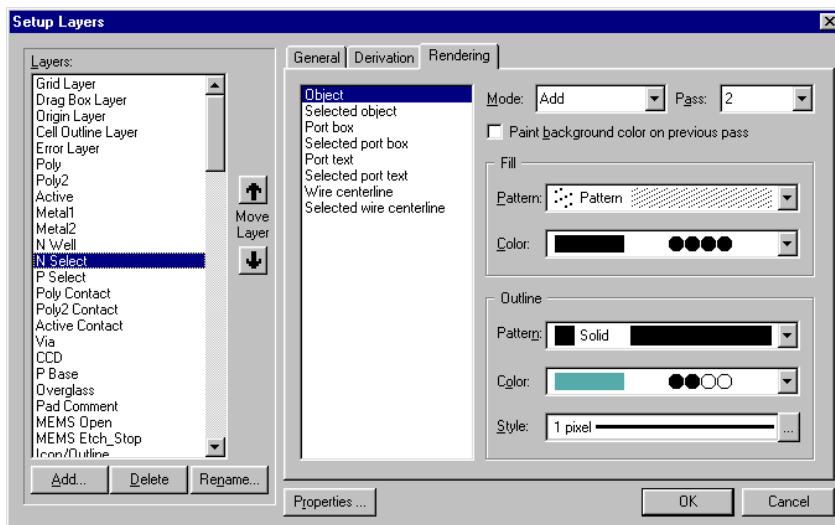 Setup Layers
Layers:
Grid Layer
Drag Box Layer
Origin Layer
Cell Outline Layer
Error Layer
Poly
Poly2
Active
Metal1
Metal2
N Well
N Select
P Select
Poly Contact
Poly2 Contact
Active Contact
Via
CCD
P Base
Overglass
Pad Comment
MEMS Open
MEMS Etch_Stop
Icon/Outline
Move
Layer
Add...
Delete
Rename...
General
Derivation
Rendering
Object
Selected object
Port box
Selected port box
Port text
Selected port text
Wire centerline
Selected wire centerline
Mode: Add
Pass: 2
Paint background color on previous pass
Fill
Pattern: Pattern
Color:
Outline
Pattern: Solid
Color:
Style: 1 pixel ...
Properties ...
OK
Cancel